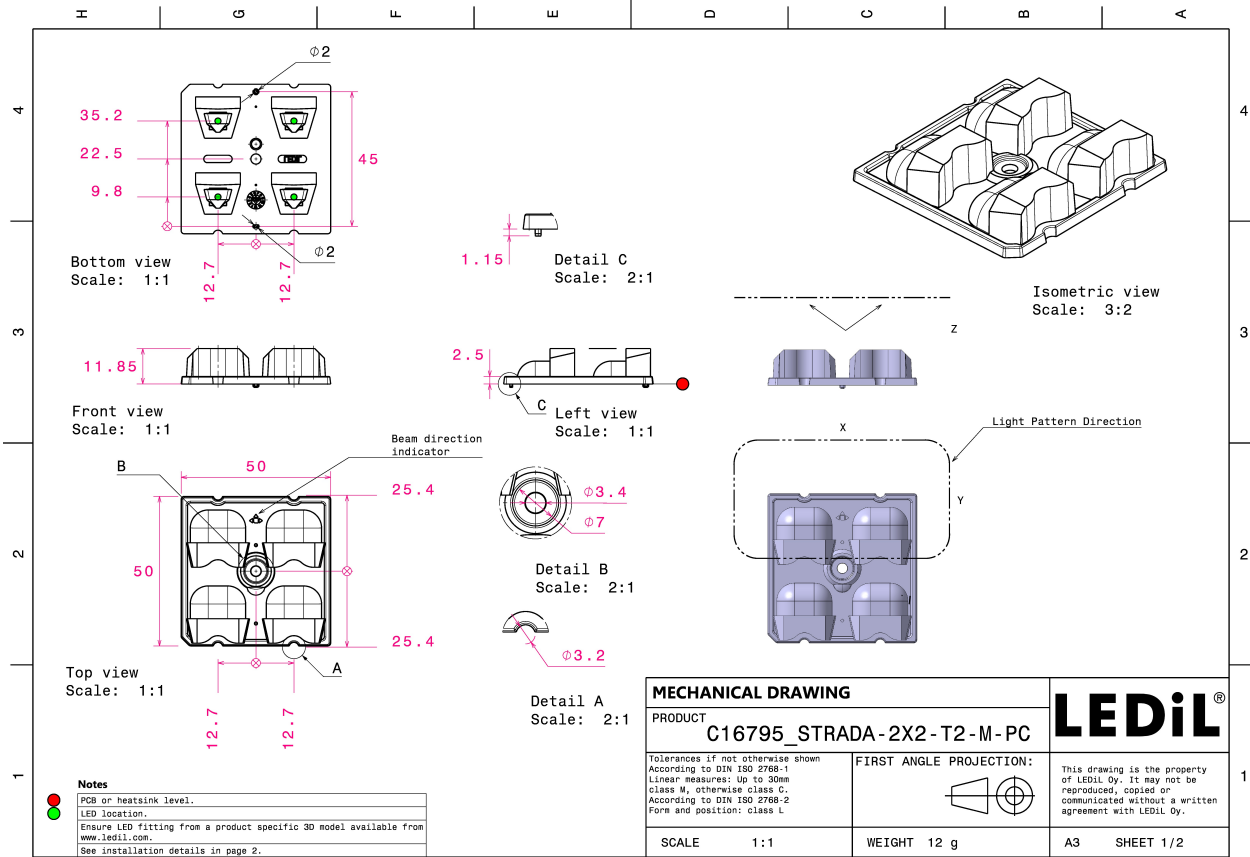 H G F E D C B A
4
4
3
3
2
2
1
1
Φ2
35.2
22.5
9.8
45
Φ2
12.7
12.7
Bottom view
Scale: 1:1
1.15
Detail C
Scale: 2:1
Isometric view
Scale: 3:2
Z
11.85
Front view
Scale: 1:1
2.5
C
Left view
Scale: 1:1
X
Light Pattern Direction
Y
Beam direction
indicator
B
50
25.4
50
25.4
A
12.7
12.7
Top view
Scale: 1:1
Φ3.4
Φ7
Detail B
Scale: 2:1
Φ3.2
Detail A
Scale: 2:1
Notes
PCB or heatsink level.
LED location.
Ensure LED fitting from a product specific 3D model available from
www.ledil.com.
See installation details in page 2.
MECHANICAL DRAWING
PRODUCT
C16795_STRADA-2X2-T2-M-PC
LEDiL®
Tolerances if not otherwise shown
According to DIN ISO 2768-1
Linear measures: Up to 30mm
class M, otherwise class C.
According to DIN ISO 2768-2
Form and position: class L
FIRST ANGLE PROJECTION:
This drawing is the property
of LEDiL Oy. It may not be
reproduced, copied or
communicated without a written
agreement with LEDiL Oy.
SCALE 1:1
WEIGHT 12 g
A3 SHEET 1/2